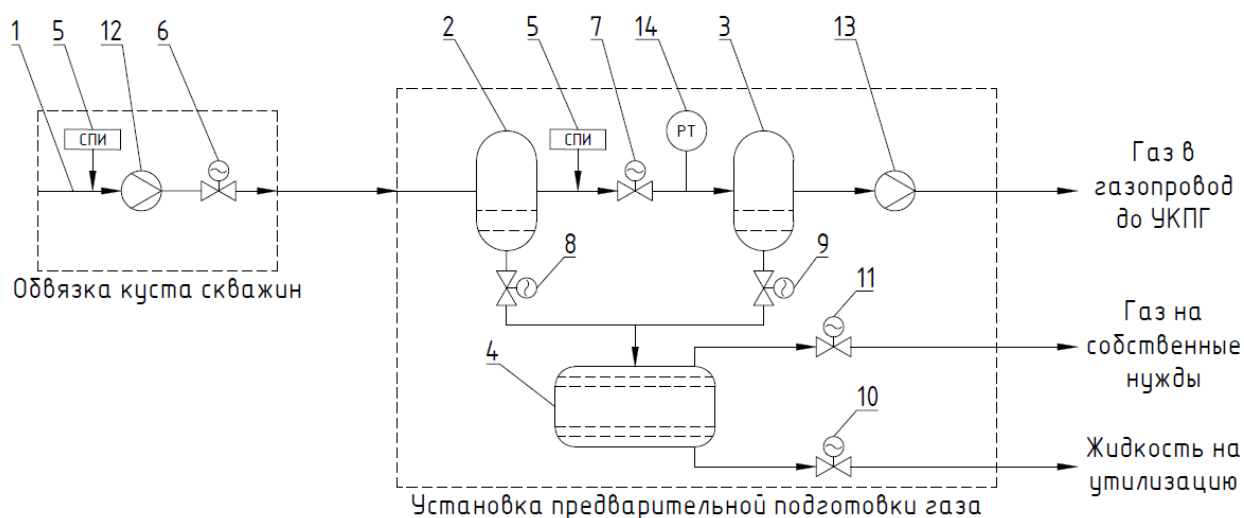 1
5
12
6
2
5
7
14
3
13
СПИ
СПИ
РТ
Газ в
газопровод
до УКПГ
8
9
Обвязка куста скважин
11
Газ на
собственные
нужды
4
10
Жидкость на
утилизацию
Установка предварительной подготовки газа